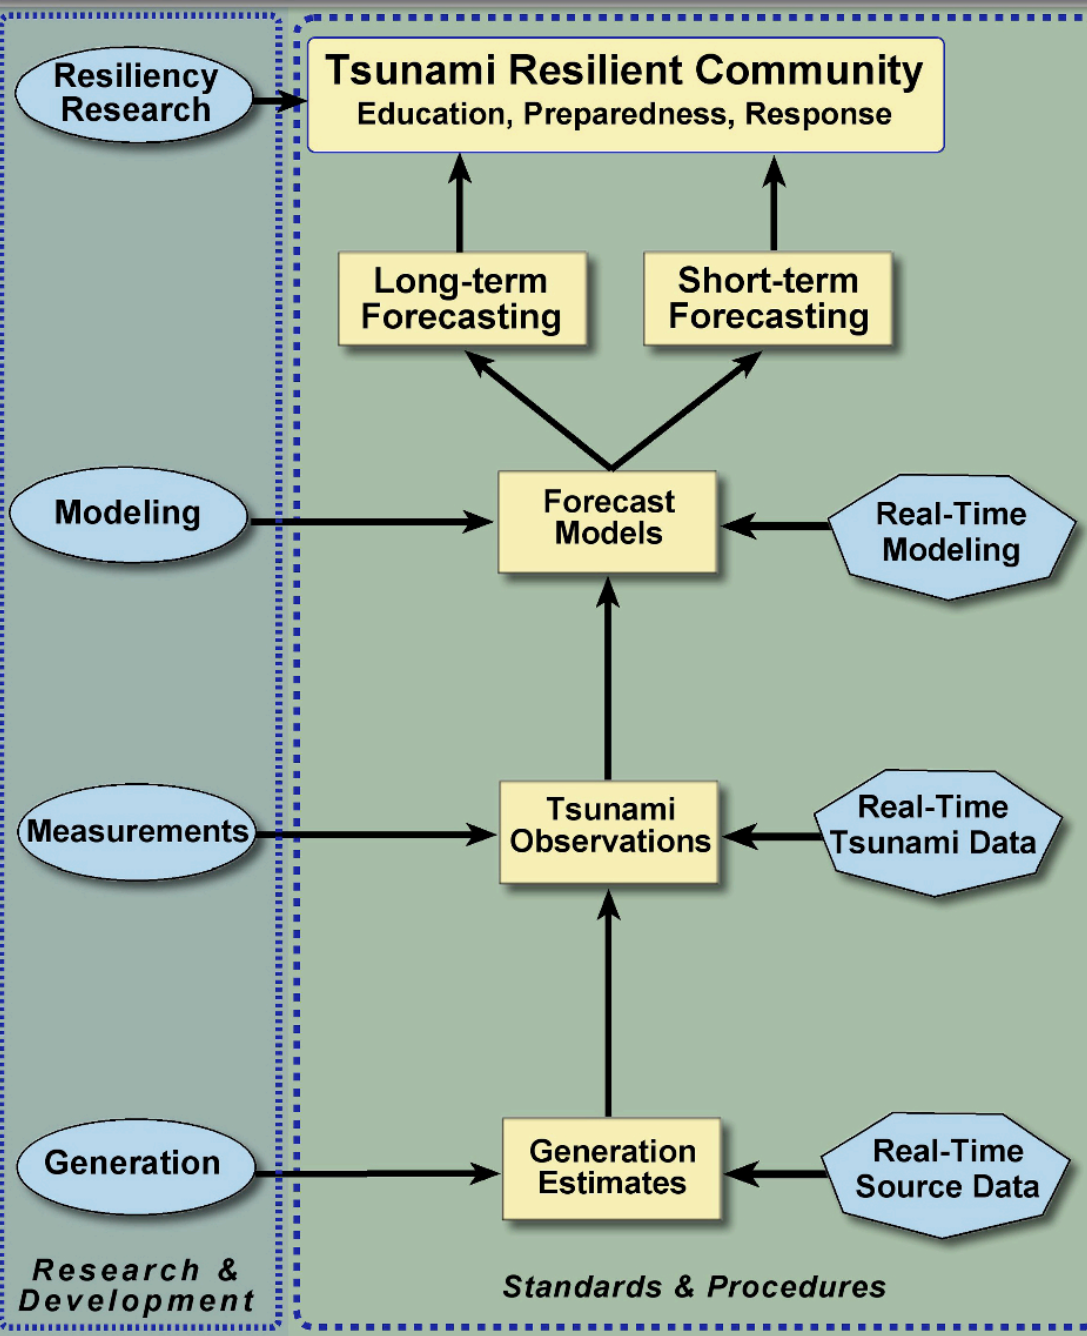 Resiliency
Research
Tsunami Resilient Community
Education, Preparedness, Response
Long-term
Forecasting
Short-term
Forecasting
Modeling
Forecast
Models
Real-Time
Modeling
Measurements
Tsunami
Observations
Real-Time
Tsunami Data
Generation
Generation
Estimates
Real-Time
Source Data
Research &
Development
Standards & Procedures